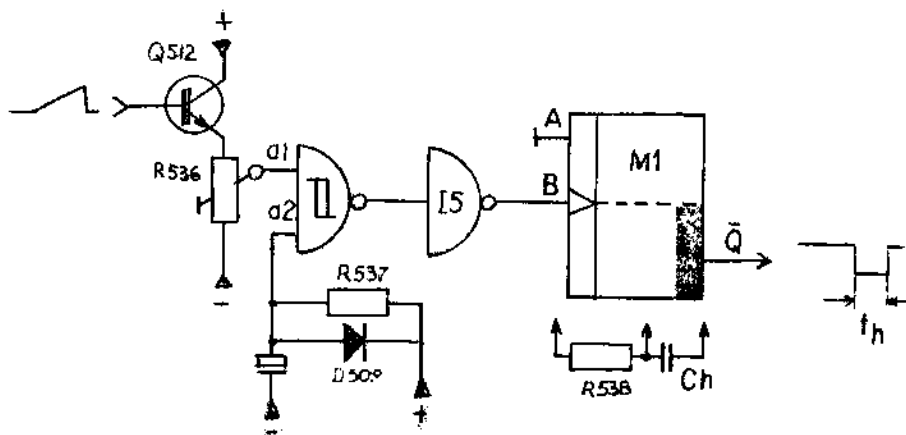 +
Q512
A
M1
R536
a1
a2
I5
B
Q̄
R537
D509
th
-
-
+
R538
Ch